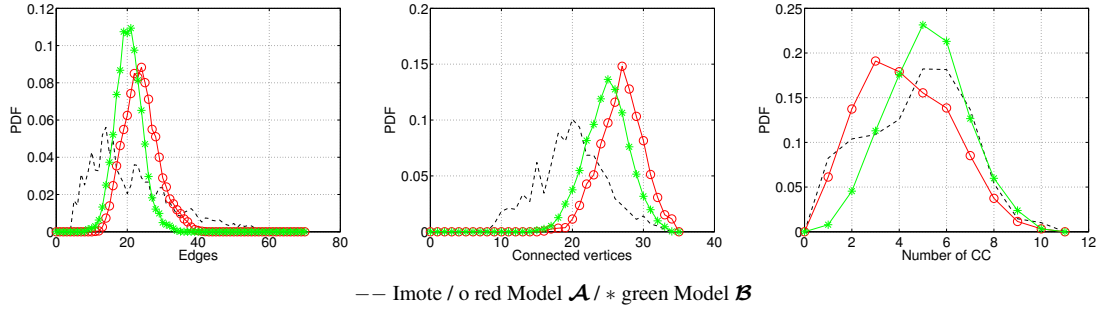 0.12
0.1
0.08
0.06
0.04
0.02
0
PDF
0 20 40 60 80
Edges
0.2
0.15
0.1
0.05
0
PDF
0 10 20 30 40
Connected vertices
0.25
0.2
0.15
0.1
0.05
0
PDF
0 2 4 6 8 10 12
Number of CC
−− Imote / o red Model 𝓐 / ∗ green Model 𝓑